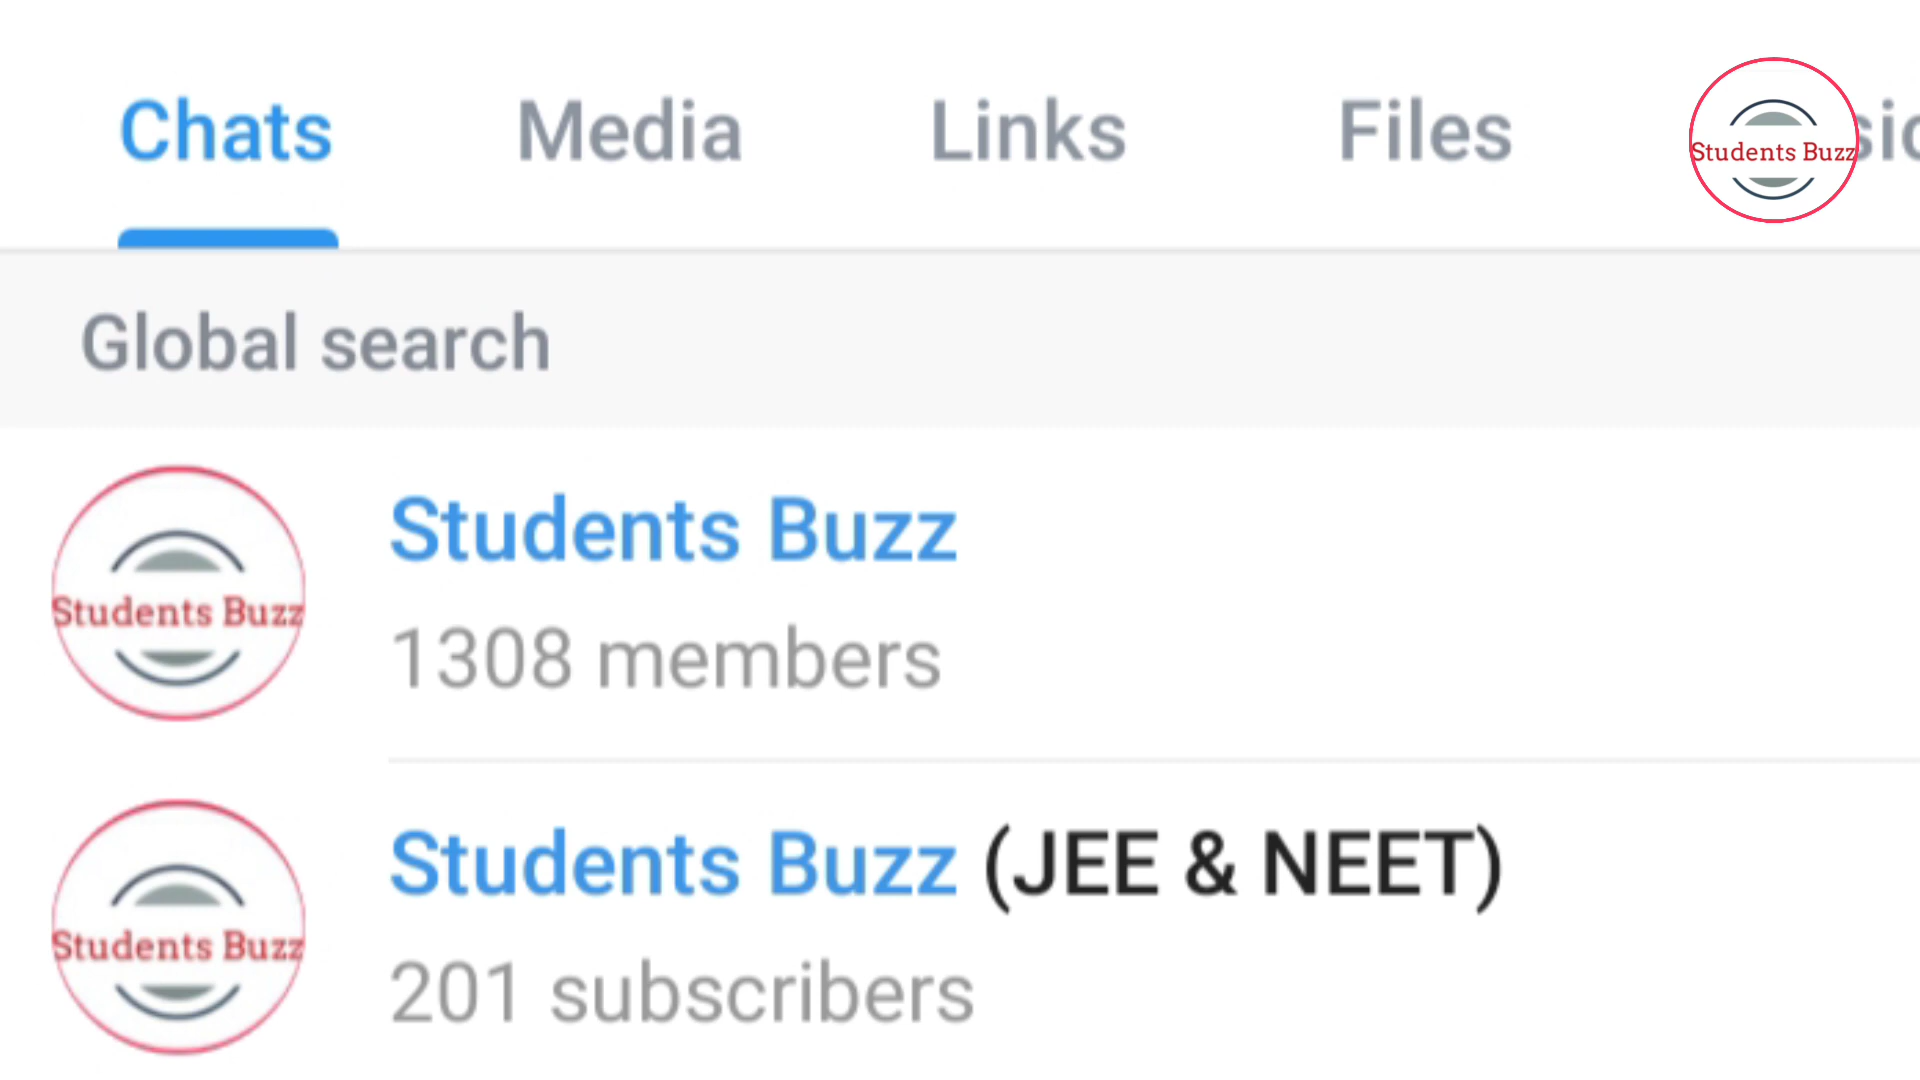 Chats Media Links Files
Students Buzz
Global search
Students Buzz
Students Buzz
1308 members
Students Buzz (JEE & NEET)
Students Buzz
201 subscribers